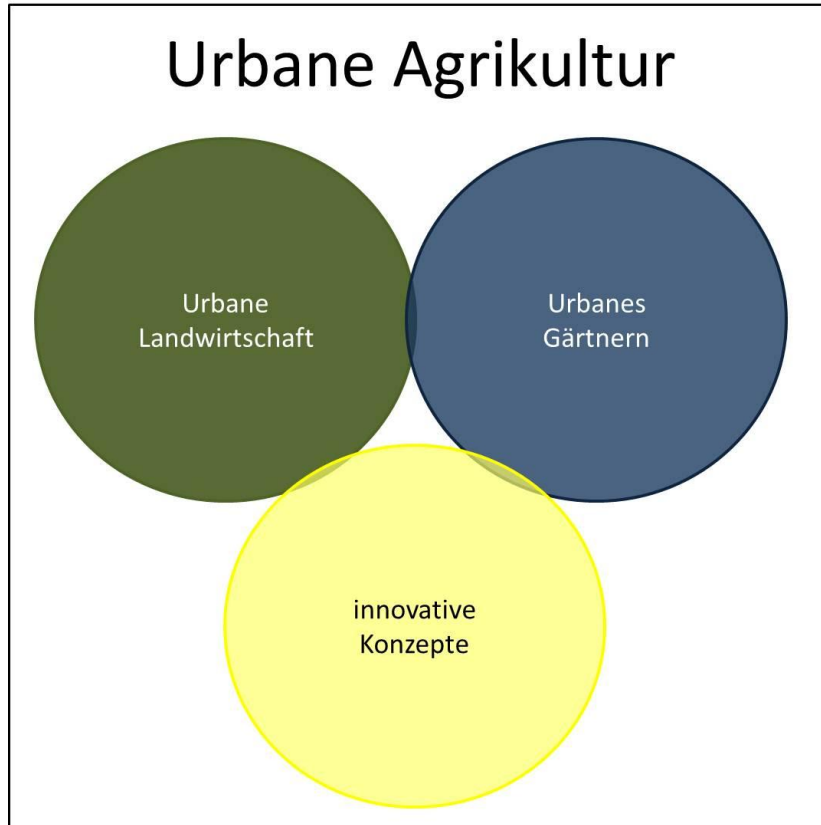 Urbane Agrikultur
Urbane
Landwirtschaft
Urbanes
Gärtnern
innovative
Konzepte